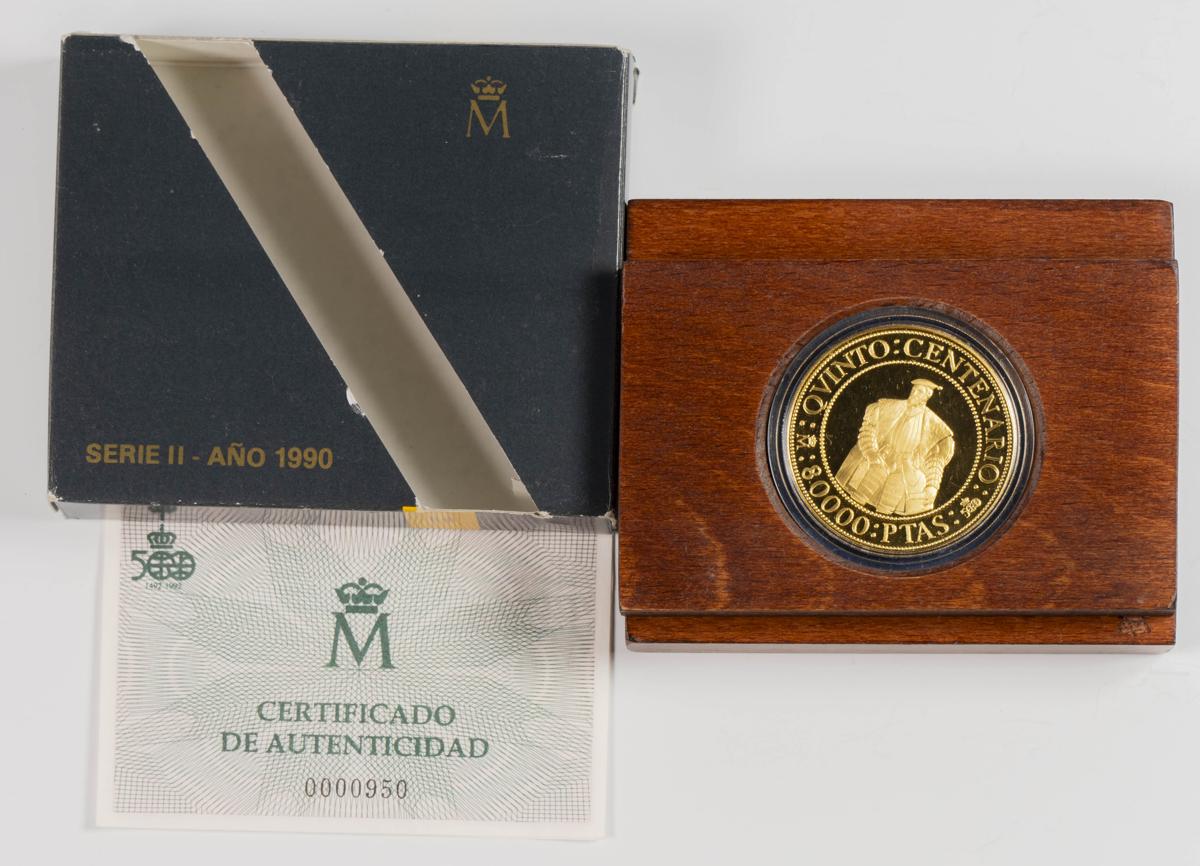 M
SERIE II - AÑO 1990
500
1492-1992
M
CERTIFICADO
DE AUTENTICIDAD
0000950
M:QVINTO:CENTENARIO:
80000:PTAS: